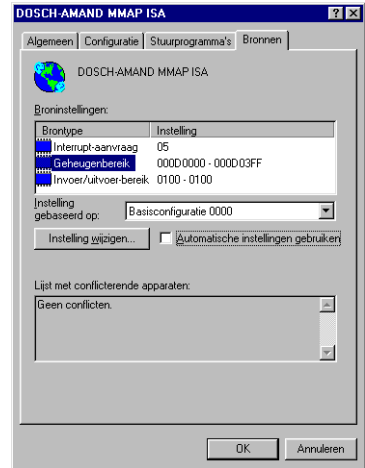 DOSCH-AMAND MMAP ISA
Algemeen Configuratie Stuurprogramma's Bronnen
DOSCH-AMAND MMAP ISA
Broninstellingen:
Brontype Instelling
Interrupt-aanvraag 05
Geheugenbereik 000D0000 - 000D03FF
Invoer/uitvoer-bereik 0100 - 0100
Instelling
gebaseerd op: Basisconfiguratie 0000
Instelling wijzigen... Automatische instellingen gebruiken
Lijst met conflicterende apparaten:
Geen conflicten.
OK Annuleren